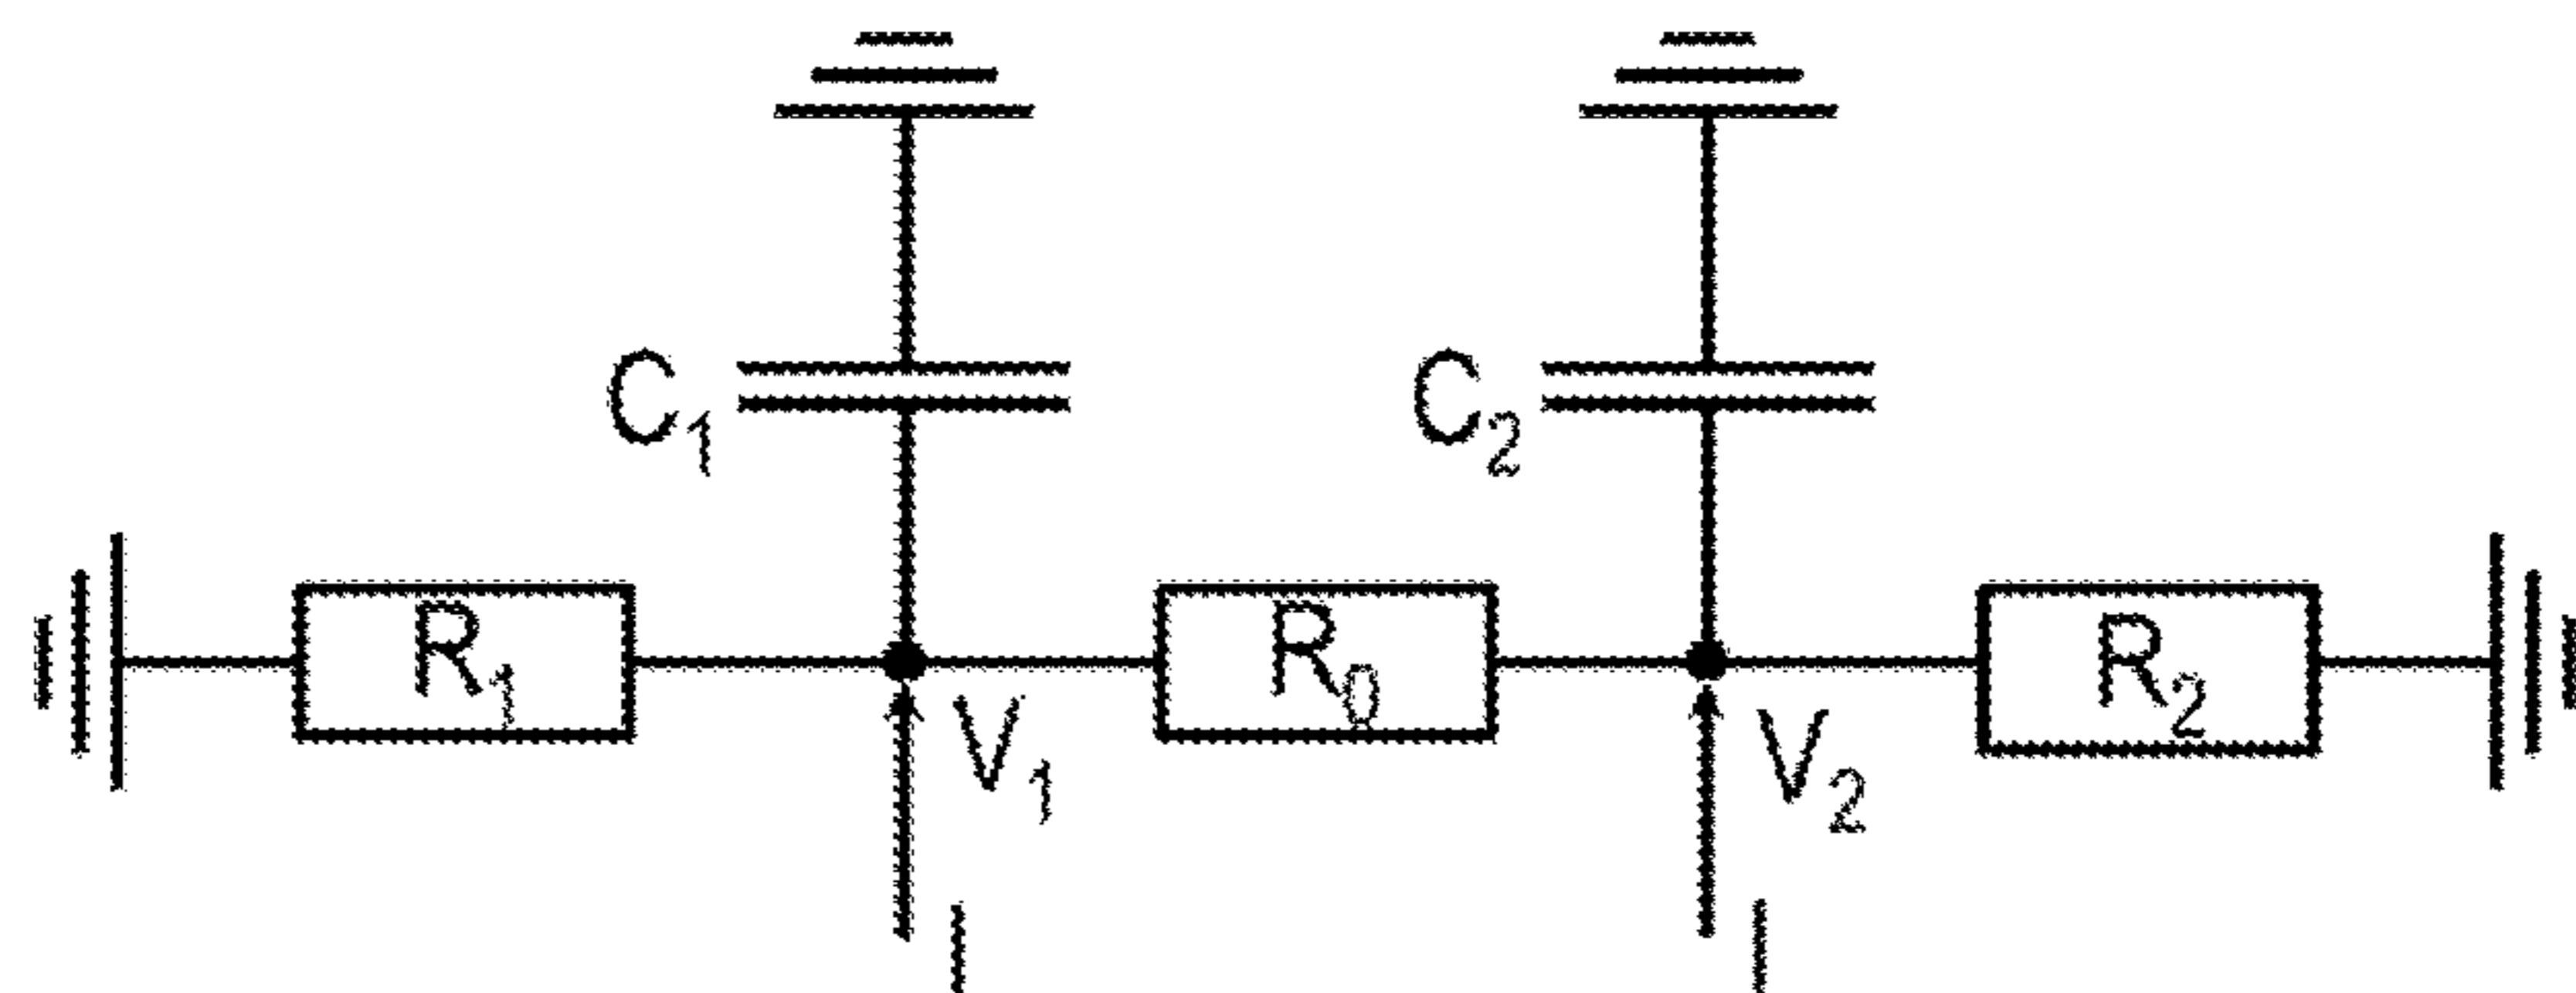 C₁ C₂
R₁ R₀ R₂
V₁ V₂
I I